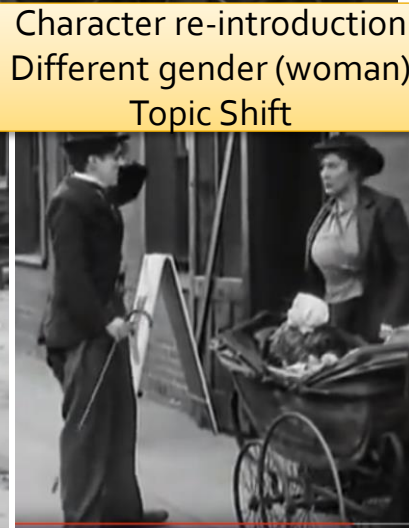 Character re-introduction
Different gender (woman)
Topic Shift